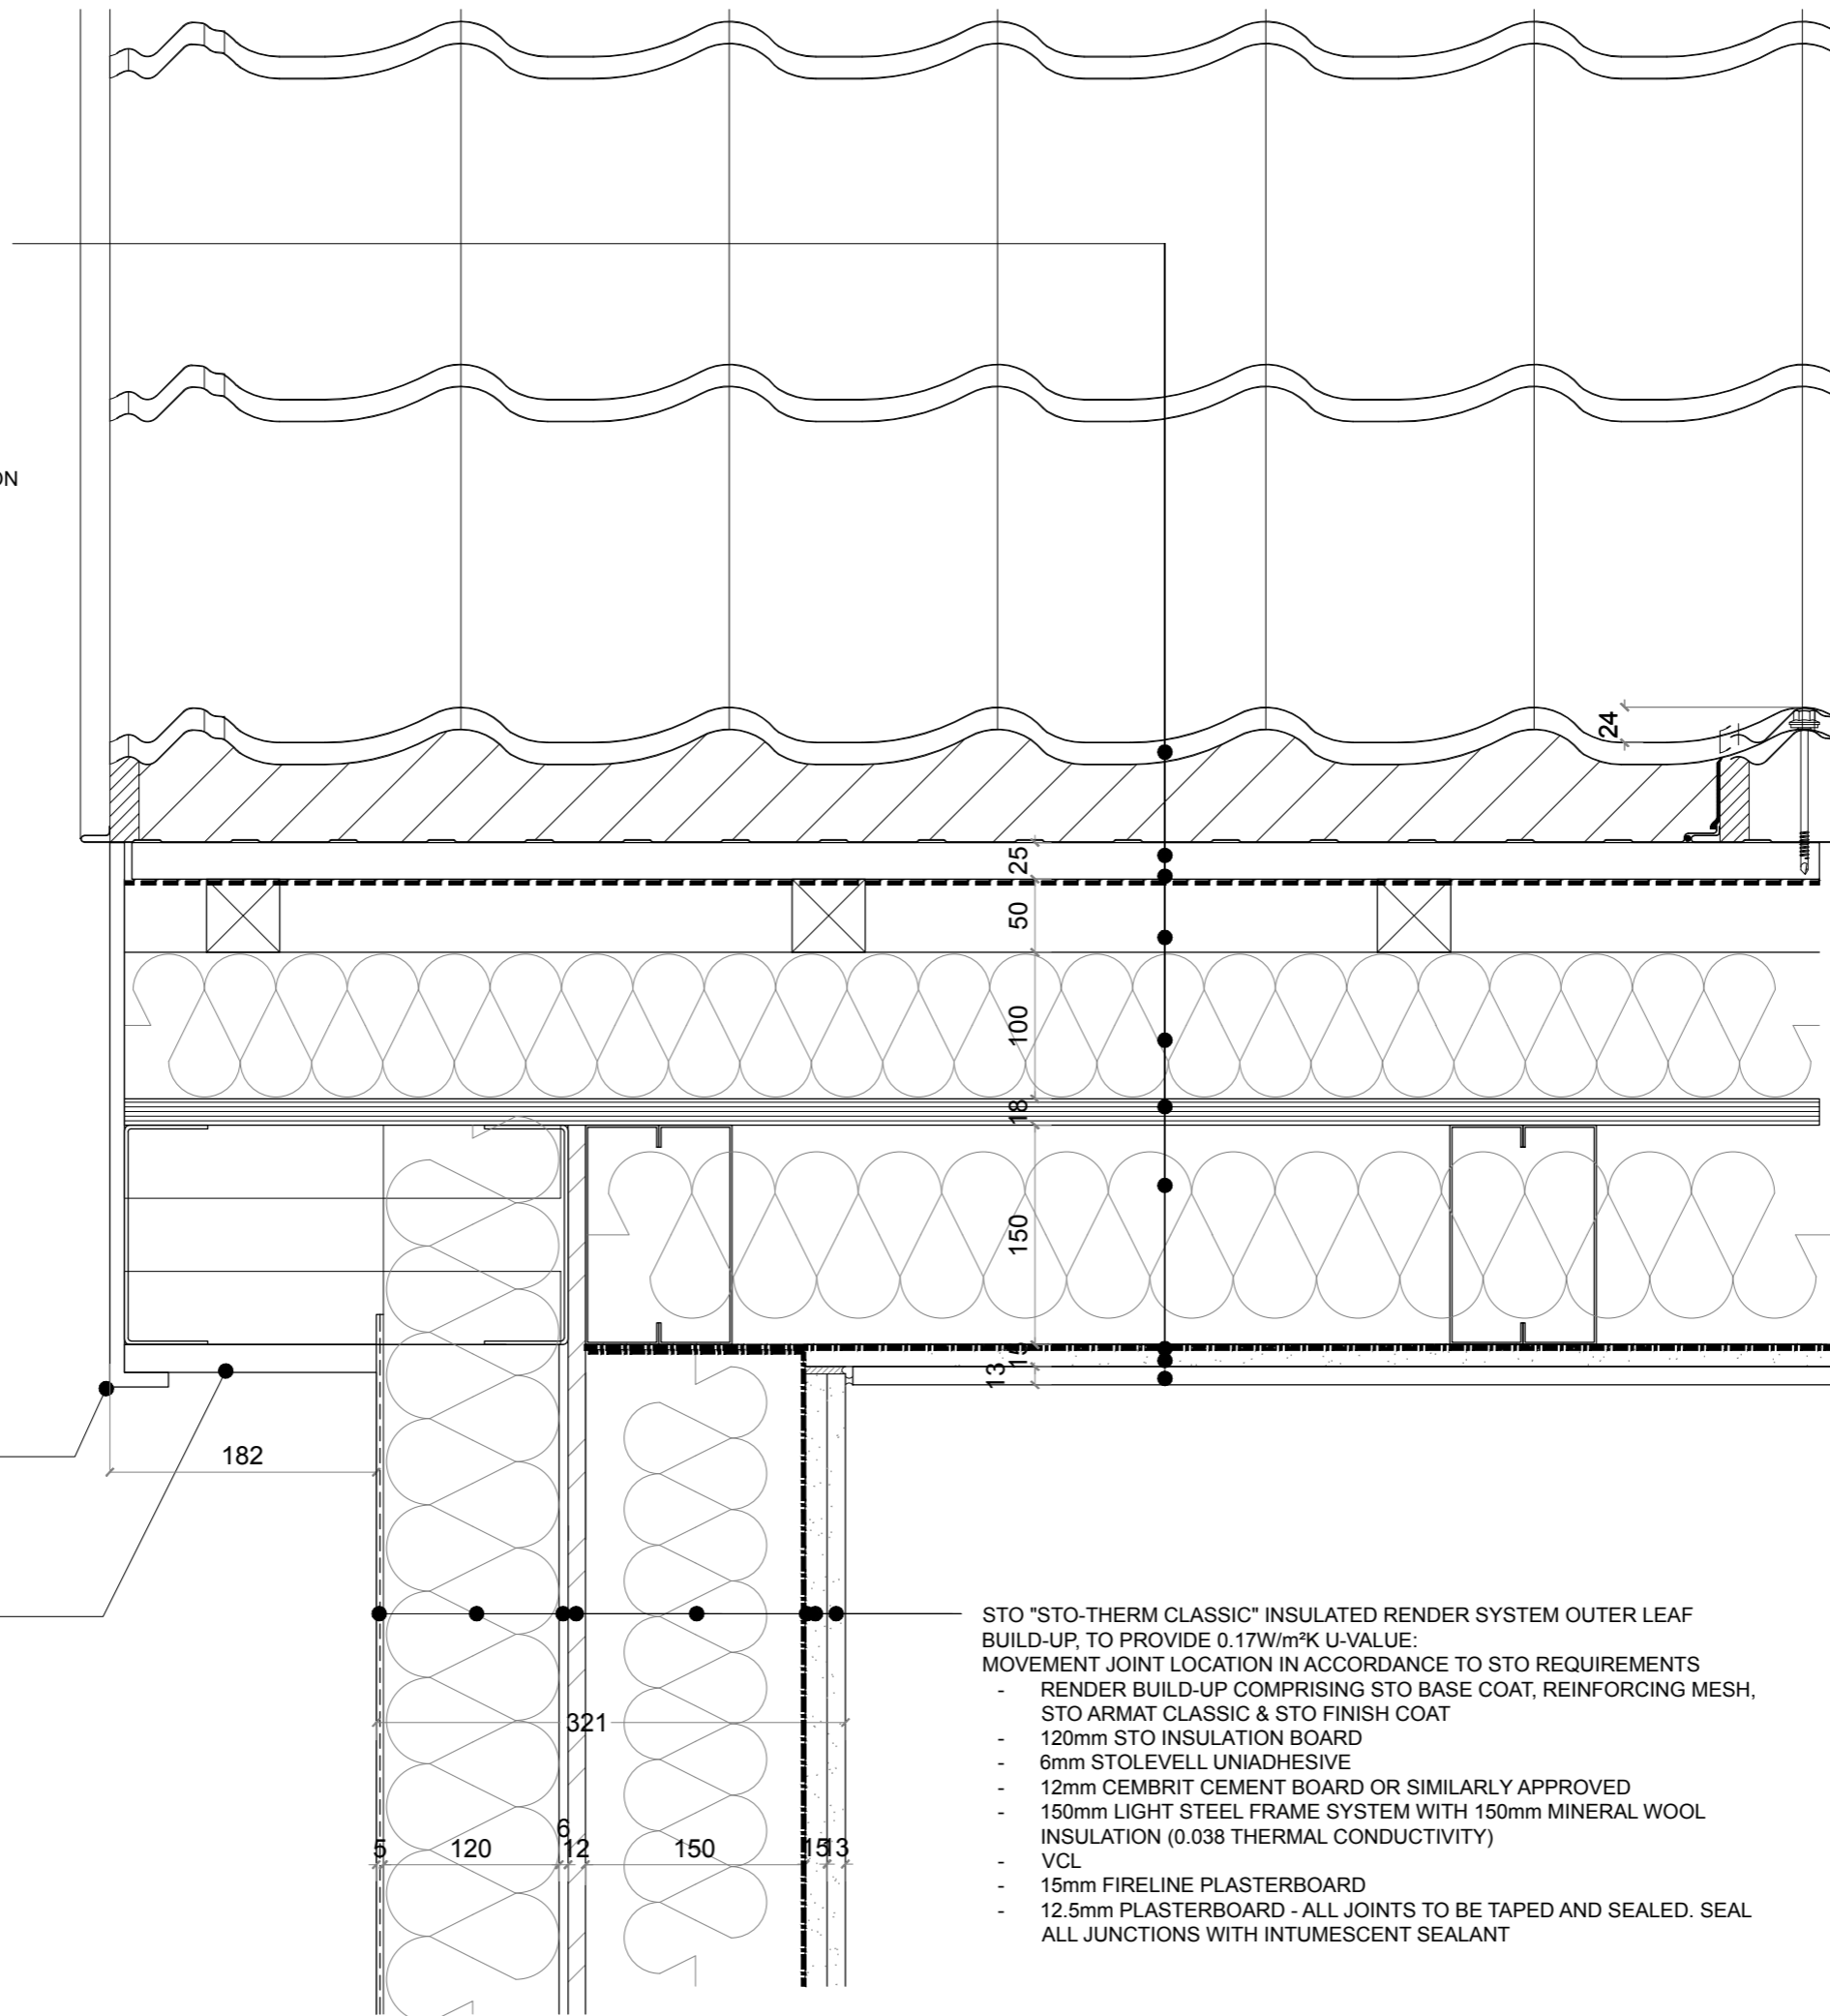 ON
24
25
50
100
18
150
15
13
182
STO "STO-THERM CLASSIC" INSULATED RENDER SYSTEM OUTER LEAF
BUILD-UP, TO PROVIDE 0.17W/m²K U-VALUE:
MOVEMENT JOINT LOCATION IN ACCORDANCE TO STO REQUIREMENTS
- RENDER BUILD-UP COMPRISING STO BASE COAT, REINFORCING MESH,
STO ARMAT CLASSIC & STO FINISH COAT
- 120mm STO INSULATION BOARD
- 6mm STOLEVELL UNIADHESIVE
- 12mm CEMBRIT CEMENT BOARD OR SIMILARLY APPROVED
- 150mm LIGHT STEEL FRAME SYSTEM WITH 150mm MINERAL WOOL
INSULATION (0.038 THERMAL CONDUCTIVITY)
- VCL
- 15mm FIRELINE PLASTERBOARD
- 12.5mm PLASTERBOARD - ALL JOINTS TO BE TAPED AND SEALED. SEAL
ALL JUNCTIONS WITH INTUMESCENT SEALANT
321
5 120 6 12 150 15 13